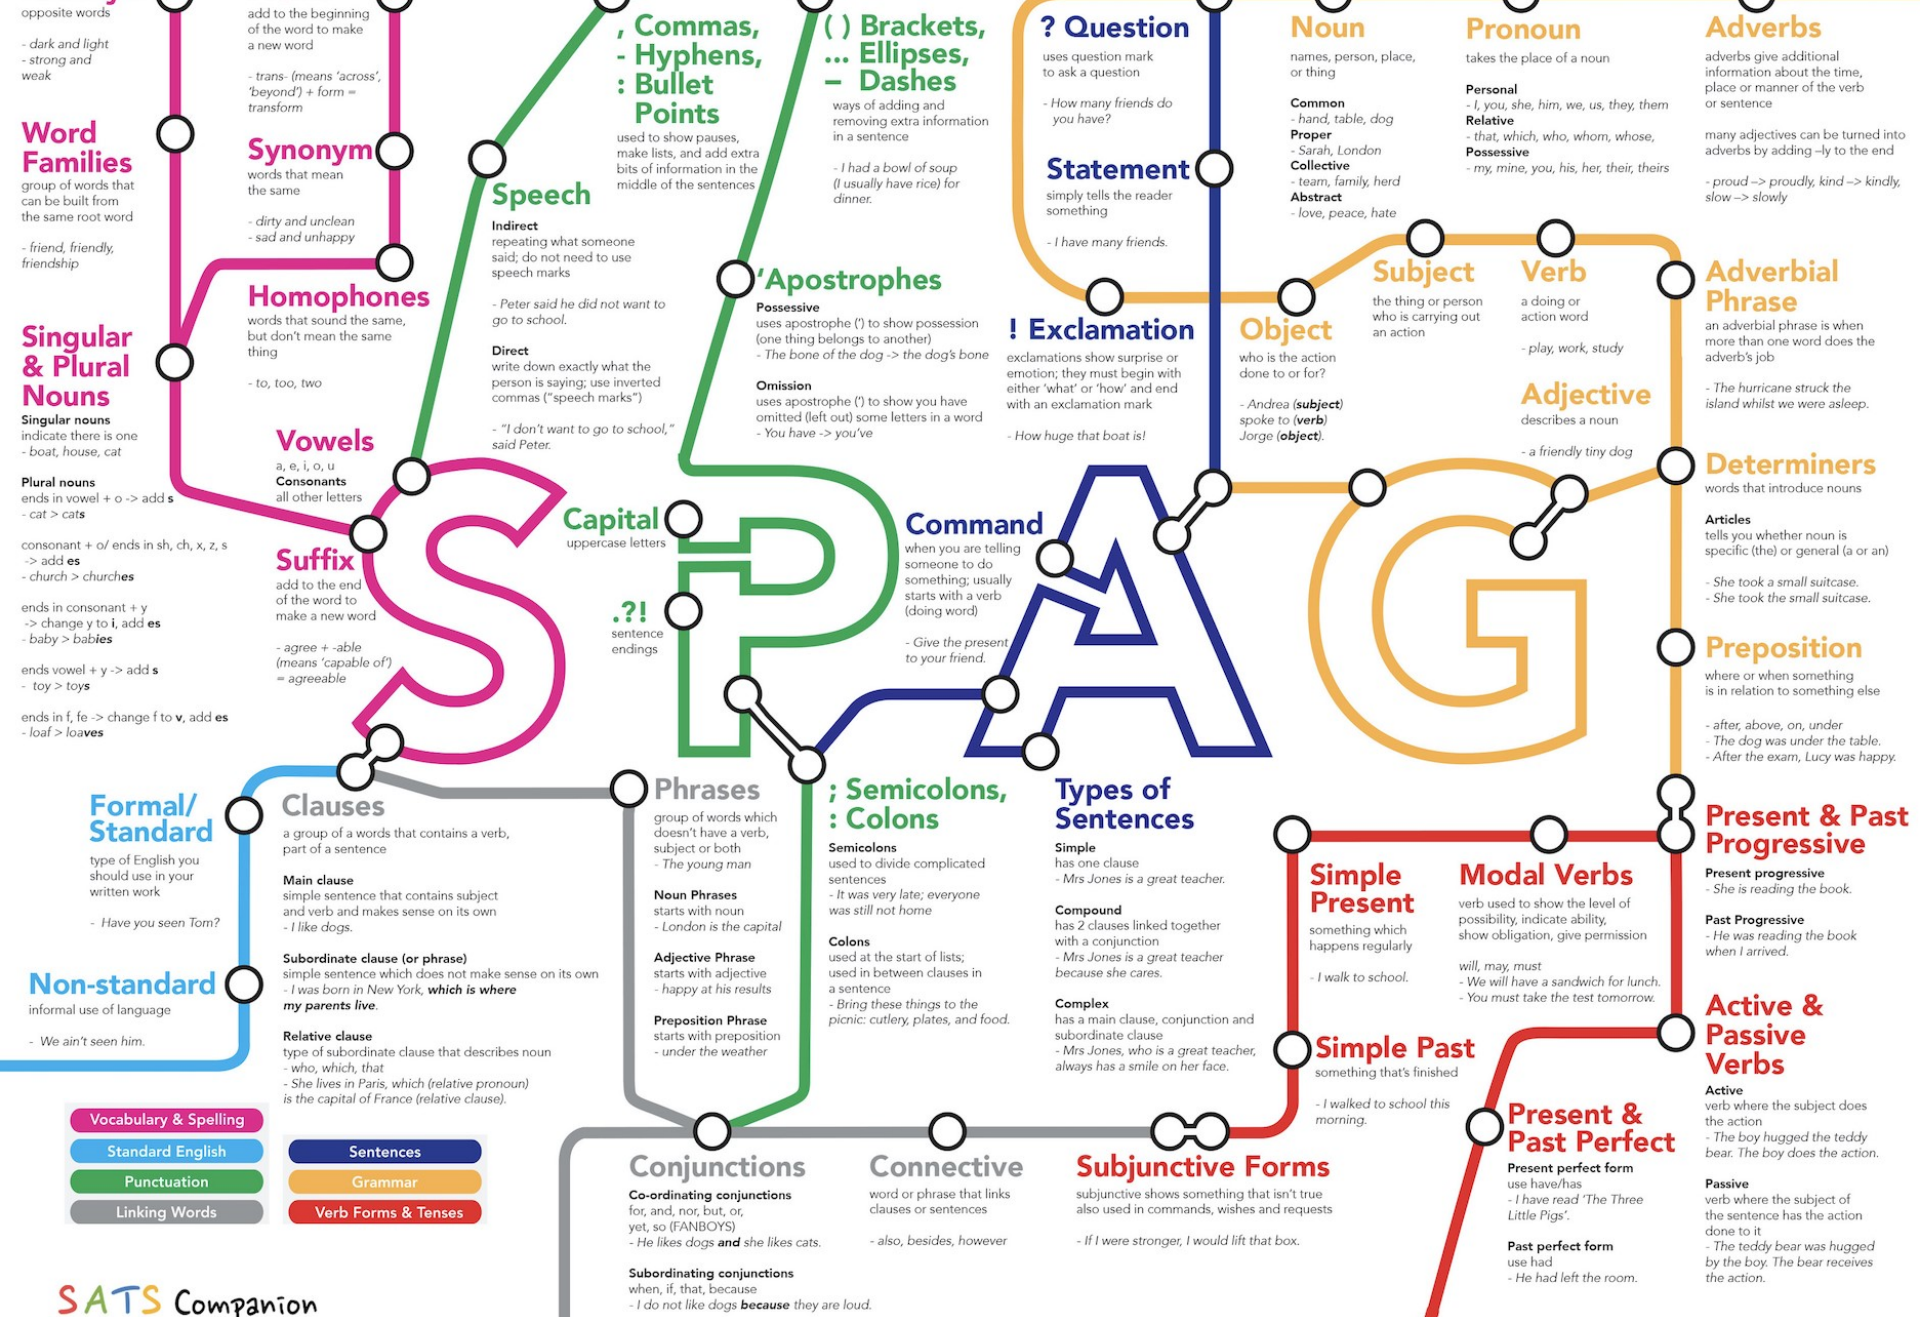 opposite words
- dark and light
- strong and
weak
Word
Families
group of words that
can be built from
the same root word
- friend, friendly,
friendship
Singular
& Plural
Nouns
Singular nouns
indicate there is one
- boat, house, cat
Plural nouns
ends in vowel + o -> add s
- cat > cats
consonant + o/ ends in sh, ch, x, z, s
-> add es
- church > churches
ends in consonant + y
-> change y to i, add es
- baby > babies
ends vowel + y -> add s
- toy > toys
ends in f, fe -> change f to v, add es
- loaf > loaves
add to the beginning
of the word to make
a new word
- trans- (means 'across',
'beyond') + form =
transform
Synonym
words that mean
the same
- dirty and unclean
- sad and unhappy
Homophones
words that sound the same,
but don't mean the same
thing
- to, too, two
Vowels
a, e, i, o, u
Consonants
all other letters
Suffix
add to the end
of the word to
make a new word
- agree + -able
(means 'capable of')
= agreeable
Speech
Indirect
repeating what someone
said; do not need to use
speech marks
- Peter said he did not want to
go to school.
Direct
write down exactly what the
person is saying; use inverted
commas ("speech marks")
- "I don't want to go to school,"
said Peter.
, Commas,
- Hyphens,
: Bullet
Points
used to show pauses,
make lists, and add extra
bits of information in the
middle of the sentences
( ) Brackets,
... Ellipses,
– Dashes
ways of adding and
removing extra information
in a sentence
- I had a bowl of soup
(I usually have rice) for
dinner.
'Apostrophes
Possessive
uses apostrophe (') to show possession
(one thing belongs to another)
- The bone of the dog -> the dog's bone
Omission
uses apostrophe (') to show you have
omitted (left out) some letters in a word
- You have -> you've
Capital
uppercase letters
.?!
sentence
endings
? Question
uses question mark
to ask a question
- How many friends do
you have?
Statement
simply tells the reader
something
- I have many friends.
! Exclamation
exclamations show surprise or
emotion; they must begin with
either 'what' or 'how' and end
with an exclamation mark
- How huge that boat is!
Command
when you are telling
someone to do
something; usually
starts with a verb
(doing word)
- Give the present
to your friend.
Noun
names, person, place,
or thing
Common
- hand, table, dog
Proper
- Sarah, London
Collective
- team, family, herd
Abstract
- love, peace, hate
Pronoun
takes the place of a noun
Personal
- I, you, she, him, we, us, they, them
Relative
- that, which, who, whom, whose,
Possessive
- my, mine, you, his, her, their, theirs
Adverbs
adverbs give additional
information about the time,
place or manner of the verb
or sentence
many adjectives can be turned into
adverbs by adding –ly to the end
- proud –> proudly, kind –> kindly,
slow –> slowly
Object
who is the action
done to or for?
- Andrea (subject)
spoke to (verb)
Jorge (object).
Subject
the thing or person
who is carrying out
an action
Verb
a doing or
action word
- play, work, study
Adjective
describes a noun
- a friendly tiny dog
Adverbial
Phrase
an adverbial phrase is when
more than one word does the
adverb's job
- The hurricane struck the
island whilst we were asleep.
Determiners
words that introduce nouns
Articles
tells you whether noun is
specific (the) or general (a or an)
- She took a small suitcase.
- She took the small suitcase.
Preposition
where or when something
is in relation to something else
- after, above, on, under
- The dog was under the table.
- After the exam, Lucy was happy.
SPAG
Formal/
Standard
type of English you
should use in your
written work
- Have you seen Tom?
Non-standard
informal use of language
- We ain't seen him.
Clauses
a group of a words that contains a verb,
part of a sentence
Main clause
simple sentence that contains subject
and verb and makes sense on its own
- I like dogs.
Subordinate clause (or phrase)
simple sentence which does not make sense on its own
- I was born in New York, which is where
my parents live.
Relative clause
type of subordinate clause that describes noun
- who, which, that
- She lives in Paris, which (relative pronoun)
is the capital of France (relative clause).
Phrases
group of words which
doesn't have a verb,
subject or both
- The young man
Noun Phrases
starts with noun
- London is the capital
Adjective Phrase
starts with adjective
- happy at his results
Preposition Phrase
starts with preposition
- under the weather
; Semicolons,
: Colons
Semicolons
used to divide complicated
sentences
- It was very late; everyone
was still not home
Colons
used at the start of lists;
used in between clauses in
a sentence
- Bring these things to the
picnic: cutlery, plates, and food.
Types of
Sentences
Simple
has one clause
- Mrs Jones is a great teacher.
Compound
has 2 clauses linked together
with a conjunction
- Mrs Jones is a great teacher
because she cares.
Complex
has a main clause, conjunction and
subordinate clause
- Mrs Jones, who is a great teacher,
always has a smile on her face.
Simple
Present
something which
happens regularly
- I walk to school.
Modal Verbs
verb used to show the level of
possibility, indicate ability,
show obligation, give permission
will, may, must
- We will have a sandwich for lunch.
- You must take the test tomorrow.
Present & Past
Progressive
Present progressive
- She is reading the book.
Past Progressive
- He was reading the book
when I arrived.
Simple Past
something that's finished
- I walked to school this
morning.
Active &
Passive
Verbs
Active
verb where the subject does
the action
- The boy hugged the teddy
bear. The boy does the action.
Passive
verb where the subject of
the sentence has the action
done to it
- The teddy bear was hugged
by the boy. The bear receives
the action.
Present &
Past Perfect
Present perfect form
use have/has
- I have read 'The Three
Little Pigs'.
Past perfect form
use had
- He had left the room.
Conjunctions
Co-ordinating conjunctions
for, and, nor, but, or,
yet, so (FANBOYS)
- He likes dogs and she likes cats.
Subordinating conjunctions
when, if, that, because
- I do not like dogs because they are loud.
Connective
word or phrase that links
clauses or sentences
- also, besides, however
Subjunctive Forms
subjunctive shows something that isn't true
also used in commands, wishes and requests
- If I were stronger, I would lift that box.
Vocabulary & Spelling
Standard English
Punctuation
Linking Words
Sentences
Grammar
Verb Forms & Tenses
SATS Companion